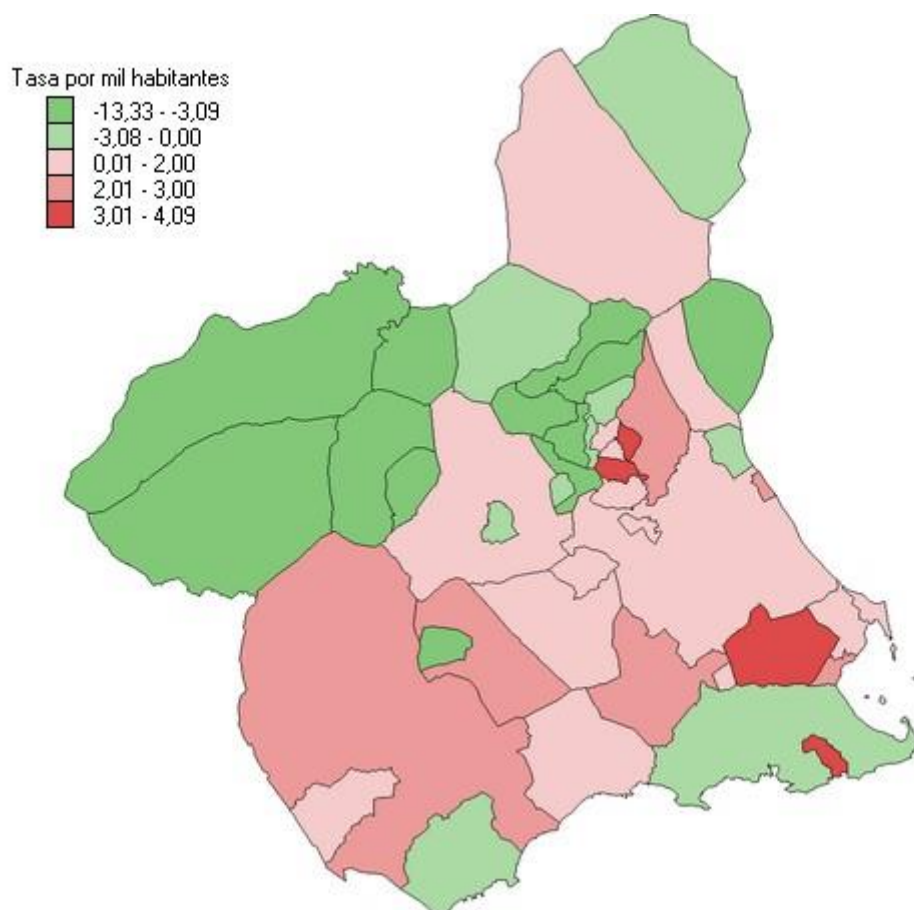 Tasa por mil habitantes
-13,33 - -3,09
-3,08 - 0,00
0,01 - 2,00
2,01 - 3,00
3,01 - 4,09